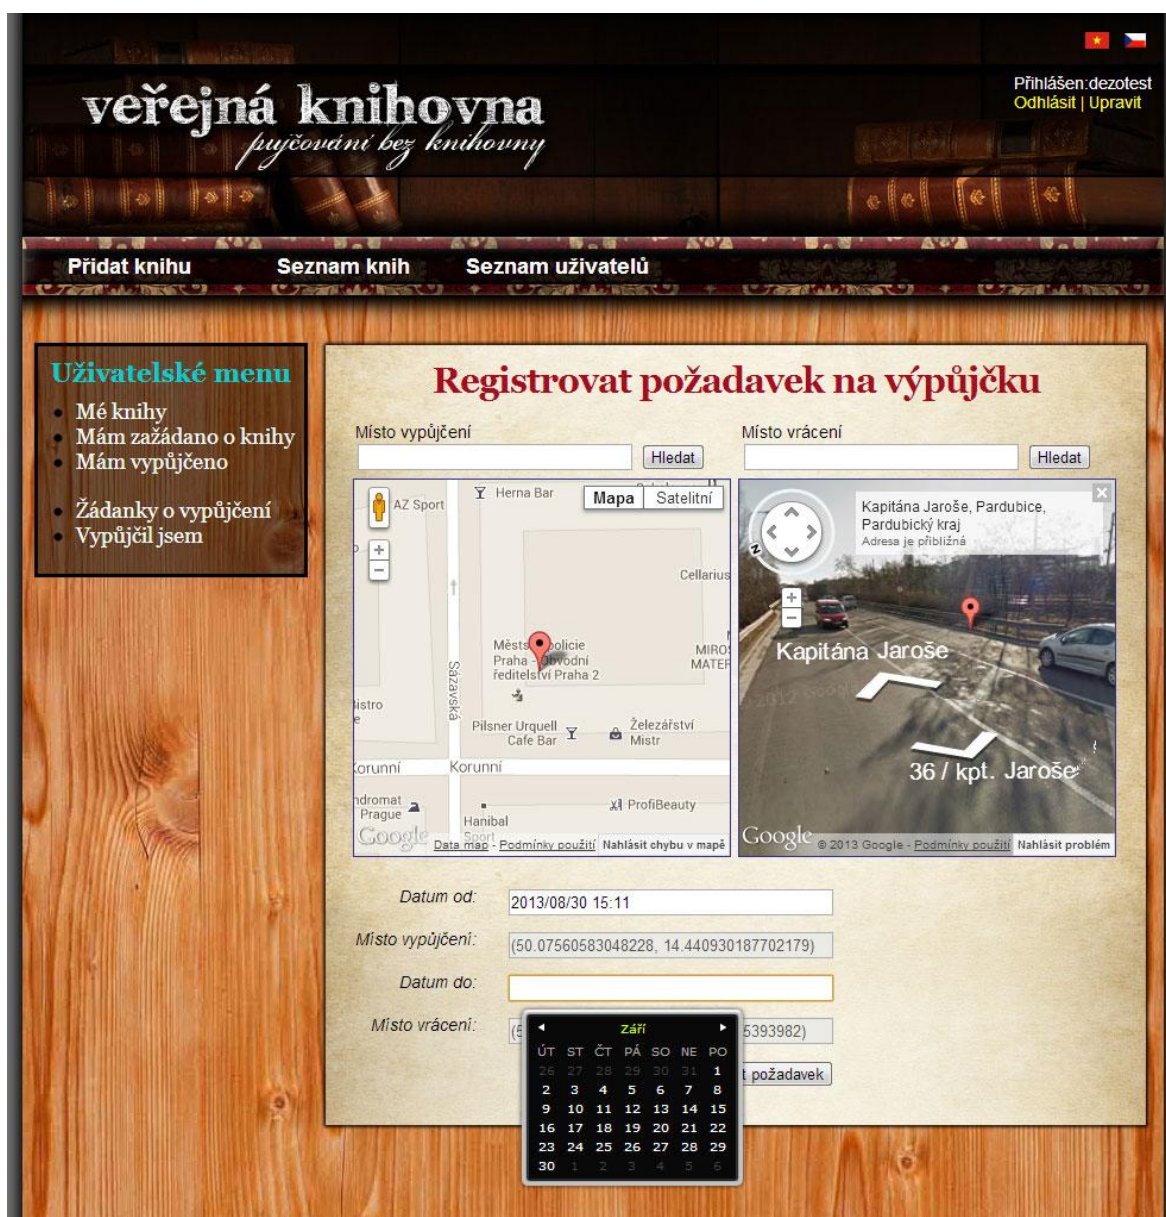 veřejná knihovna
pujčování bez knihovny
Přihlášen:dezotest
Odhlásit | Upravit
Přidat knihu
Seznam knih
Seznam uživatelů
Uživatelské menu
Mé knihy
Mám zažádano o knihy
Mám vypůjčeno
Žádanky o vypůjčení
Vypůjčil jsem
Registrovat požadavek na výpůjčku
Místo vypůjčení
Hledat
Místo vrácení
Hledat
AZ Sport
Herna Bar
Mapa
Satelitní
Cellarius
Praha - Obvodní
ředitelství Praha 2
Sázavská
Pilsner Urquell
Cafe Bar
Železářství
Mistr
Korunní
Korunní
Prague
ProfiBeauty
Hanibal
Sport
Google
Data map - Podmínky použití
Nahlásit chybu v mapě
Kapitána Jaroše, Pardubice,
Pardubický kraj
Adresa je přibližná
Kapitána Jaroše
36 / kpt. Jaroše
Google
© 2013 Google - Podmínky použití
Nahlásit problém
Datum od:
2013/08/30 15:11
Místo vypůjčení:
(50.07560583048228, 14.440930187702179)
Datum do:
Místo vrácení:
5393982)
požadavek
Září
ÚT ST ČT PÁ SO NE PO
26 27 28 29 30 31 1
2 3 4 5 6 7 8
9 10 11 12 13 14 15
16 17 18 19 20 21 22
23 24 25 26 27 28 29
30 1 2 3 4 5 6